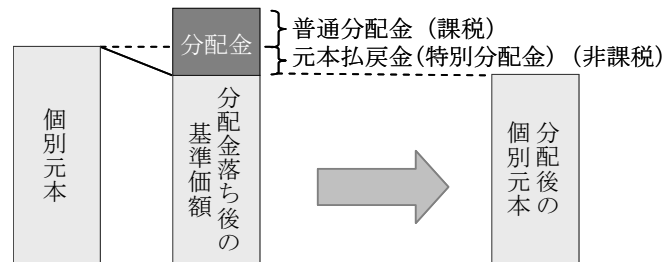 普通分配金（課税）
分配金
元本払戻金（特別分配金）（非課税）
個別元本
分配金落ち後の
基準価額
分配後の
個別元本